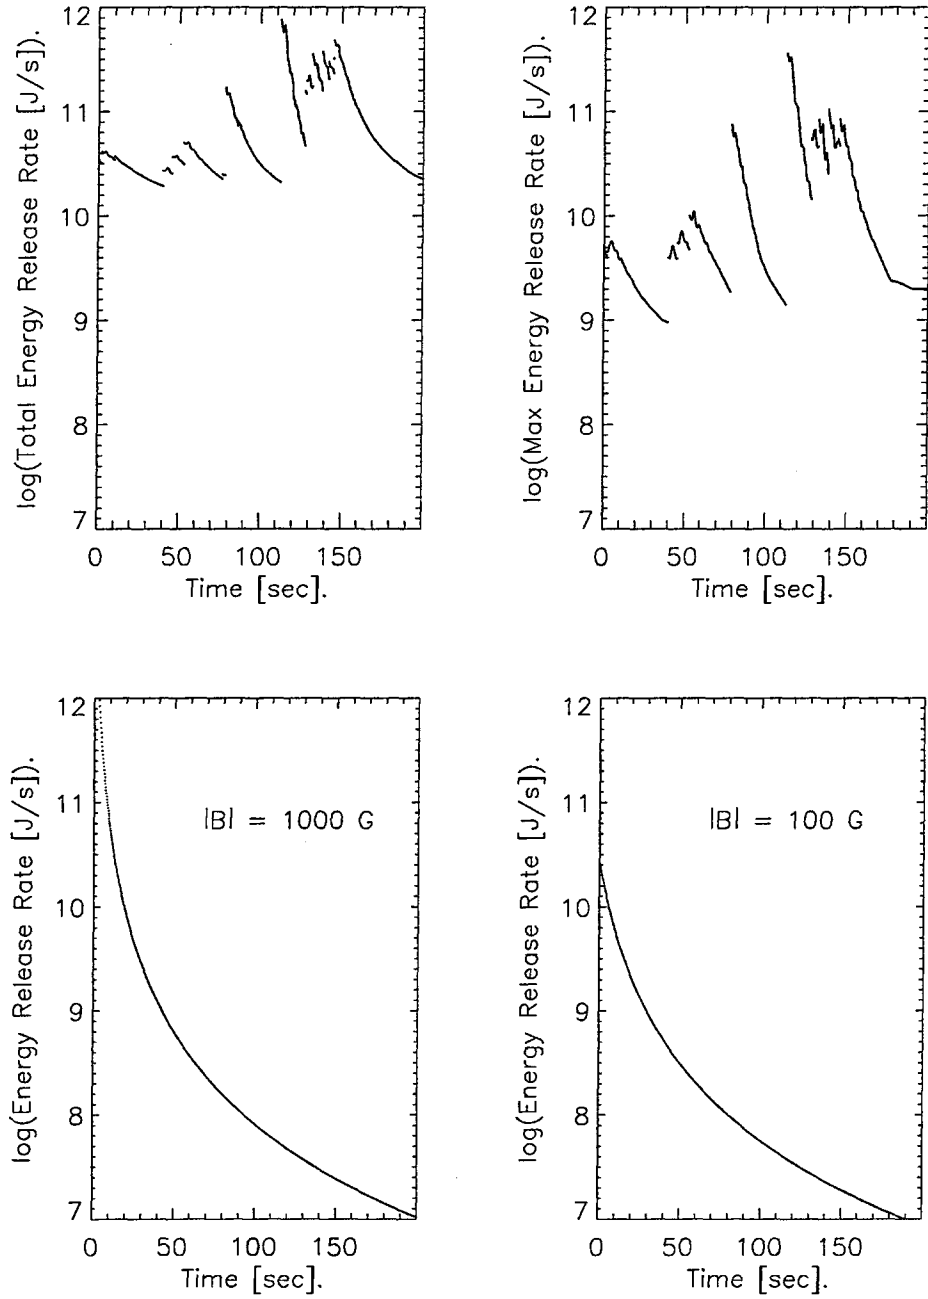 log(Total Energy Release Rate [J/s]).
12
11
10
9
8
7
0 50 100 150
Time [sec].
log(Max Energy Release Rate [J/s]).
12
11
10
9
8
7
0 50 100 150
Time [sec].
log(Energy Release Rate [J/s]).
12
11
10
9
8
7
|B| = 1000 G
0 50 100 150
Time [sec].
log(Energy Release Rate [J/s]).
12
11
10
9
8
7
|B| = 100 G
0 50 100 150
Time [sec].